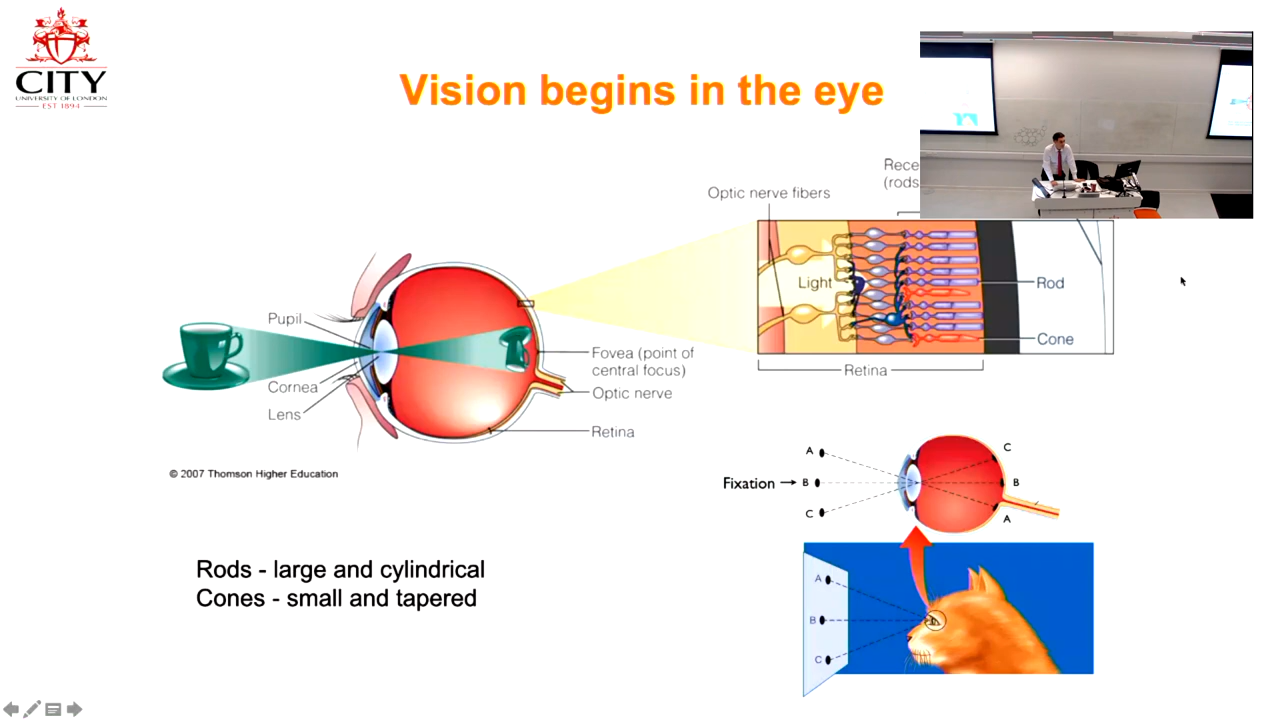 CITY
UNIVERSITY OF LONDON
EST 1894
Vision begins in the eye
Rece
(rods
Optic nerve fibers
Light
Rod
Cone
Retina
Pupil
Cornea
Lens
Fovea (point of
central focus)
Optic nerve
Retina
© 2007 Thomson Higher Education
A
Fixation → B
C
C
B
A
Rods - large and cylindrical
Cones - small and tapered
A
B
C